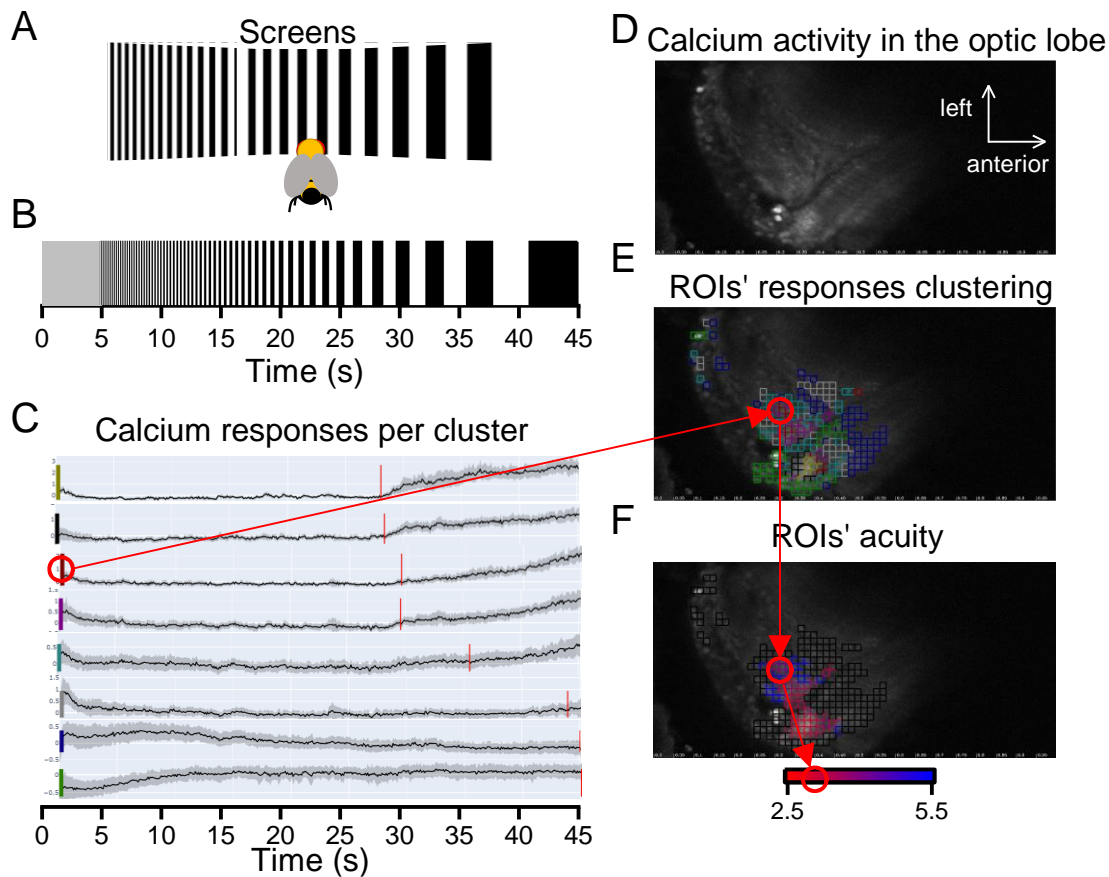 A
Screens
B
0 5 10 15 20 25 30 35 40 45
Time (s)
C
Calcium responses per cluster
0 5 10 15 20 25 30 35 40 45
Time (s)
D
Calcium activity in the optic lobe
left
anterior
E
ROIs' responses clustering
F
ROIs' acuity
2.5 5.5